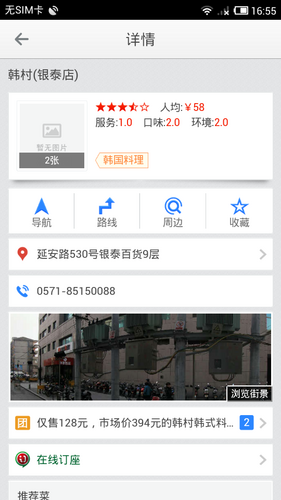 无SIM卡
16:55
详情
韩村(银泰店)
人均:￥58
服务:1.0 口味:2.0 环境:2.0
暂无图片
2张
韩国料理
导航 路线 周边 收藏
延安路530号银泰百货9层
0571-85150088
浏览街景
团 仅售128元，市场价394元的韩村韩式料... 2
在线订座
推荐菜